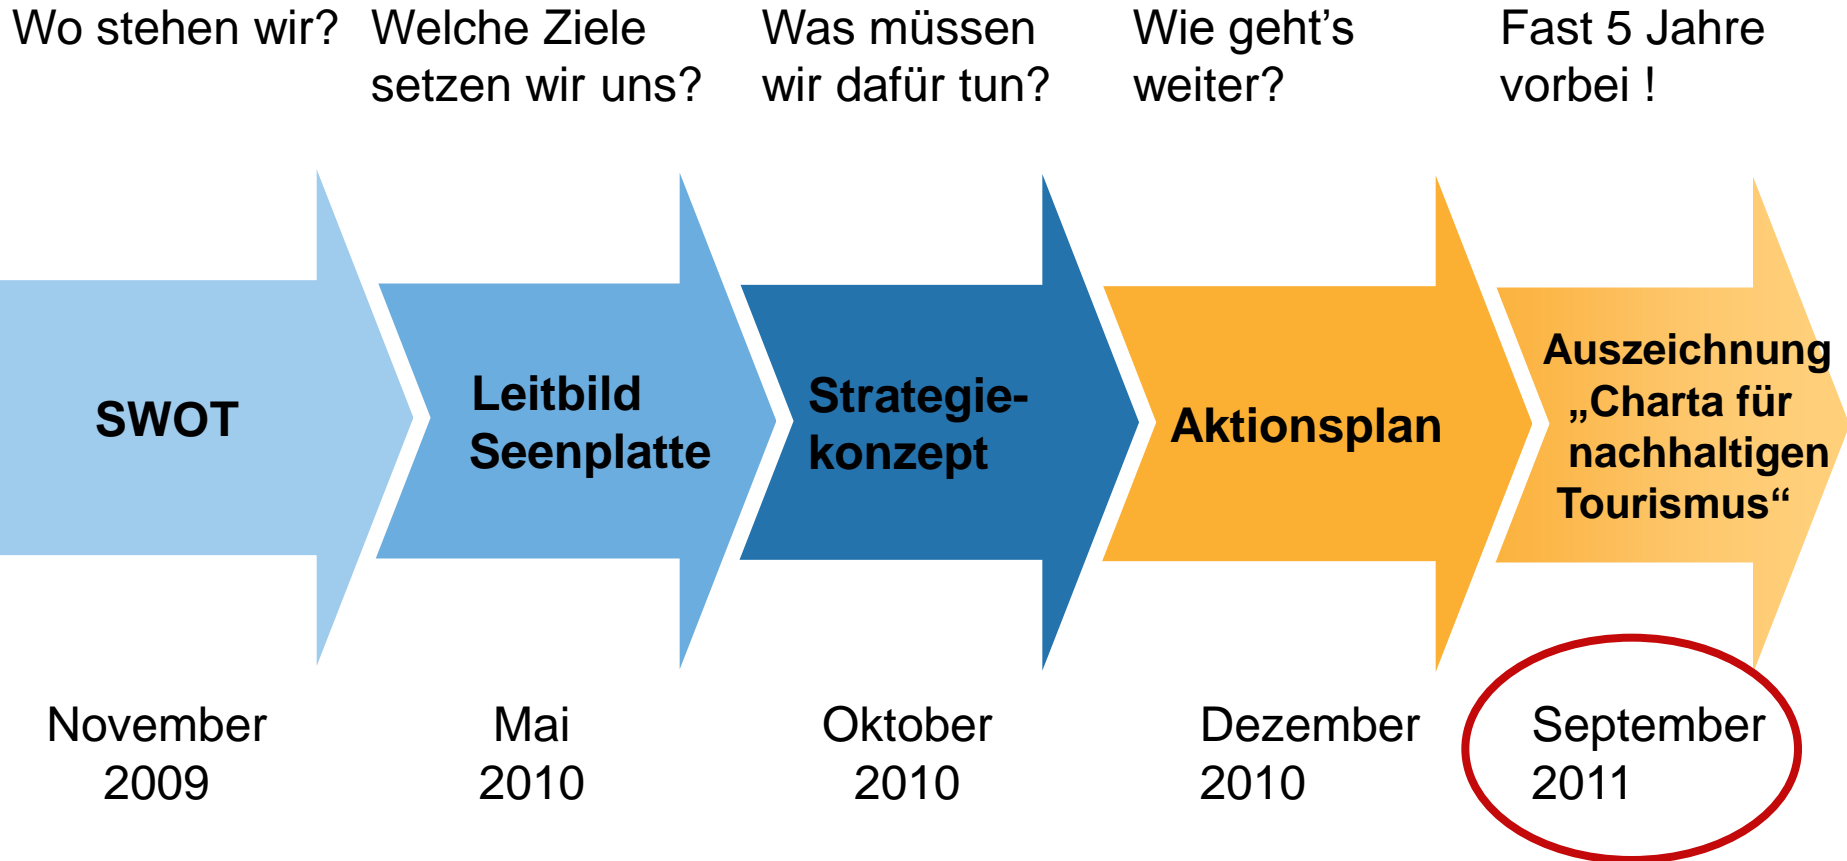 Wo stehen wir?
Welche Ziele
setzen wir uns?
Was müssen
wir dafür tun?
Wie geht's
weiter?
Fast 5 Jahre
vorbei !
SWOT
Leitbild
Seenplatte
Strategie-
konzept
Aktionsplan
Auszeichnung
„Charta für
nachhaltigen
Tourismus“
November
2009
Mai
2010
Oktober
2010
Dezember
2010
September
2011